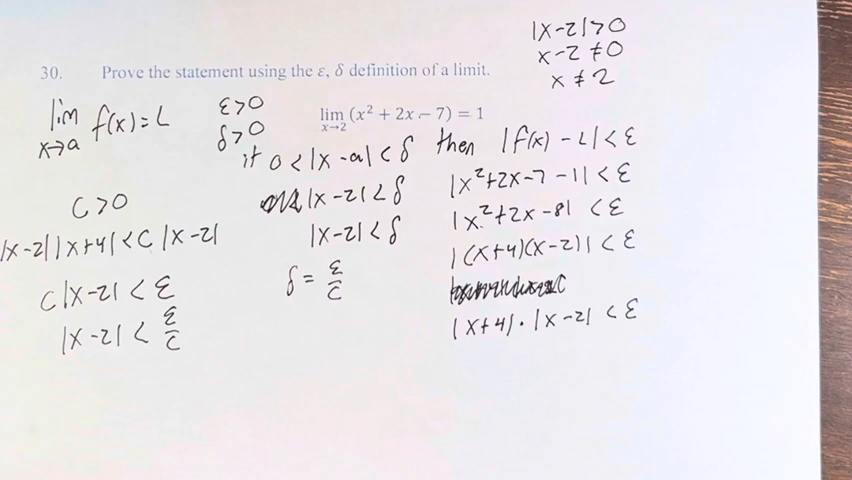 |x-2|>0
x-2≠0
x≠2
30. Prove the statement using the ε, δ definition of a limit.
lim x→a f(x)=L
ε>0
δ>0
lim x→2 (x² + 2x – 7) = 1
if 0<|x-a|<δ then |f(x)-L|<ε
|x-2|<δ
|x²+2x-7-1|<ε
C>0
|x²+2x-8| <ε
|x-2||x+4|<C|x-2|
|x-2|<δ
|(x+4)(x-2)|<ε
C|x-2|<ε
δ=ε/C
|x-2|<ε/C
|x+4|·|x-2|<ε